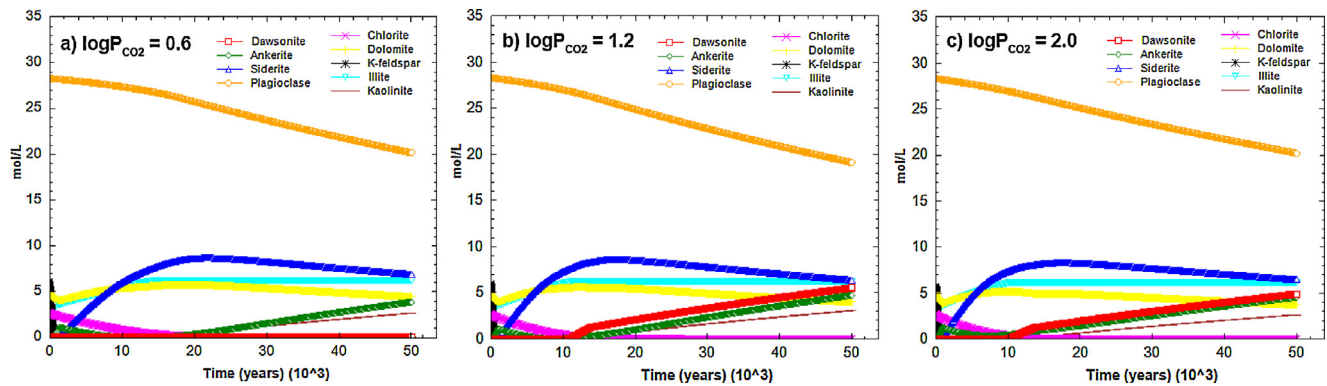 a) logPCO2 = 0.6
Dawsonite
Ankerite
Siderite
Plagioclase
Chlorite
Dolomite
K-feldspar
Illite
Kaolinite
mol/L
35
30
25
20
15
10
5
0
0 10 20 30 40 50
Time (years) (10^3)
b) logPCO2 = 1.2
Dawsonite
Ankerite
Siderite
Plagioclase
Chlorite
Dolomite
K-feldspar
Illite
Kaolinite
mol/L
35
30
25
20
15
10
5
0
0 10 20 30 40 50
Time (years) (10^3)
c) logPCO2 = 2.0
Dawsonite
Ankerite
Siderite
Plagioclase
Chlorite
Dolomite
K-feldspar
Illite
Kaolinite
mol/L
35
30
25
20
15
10
5
0
0 10 20 30 40 50
Time (years) (10^3)